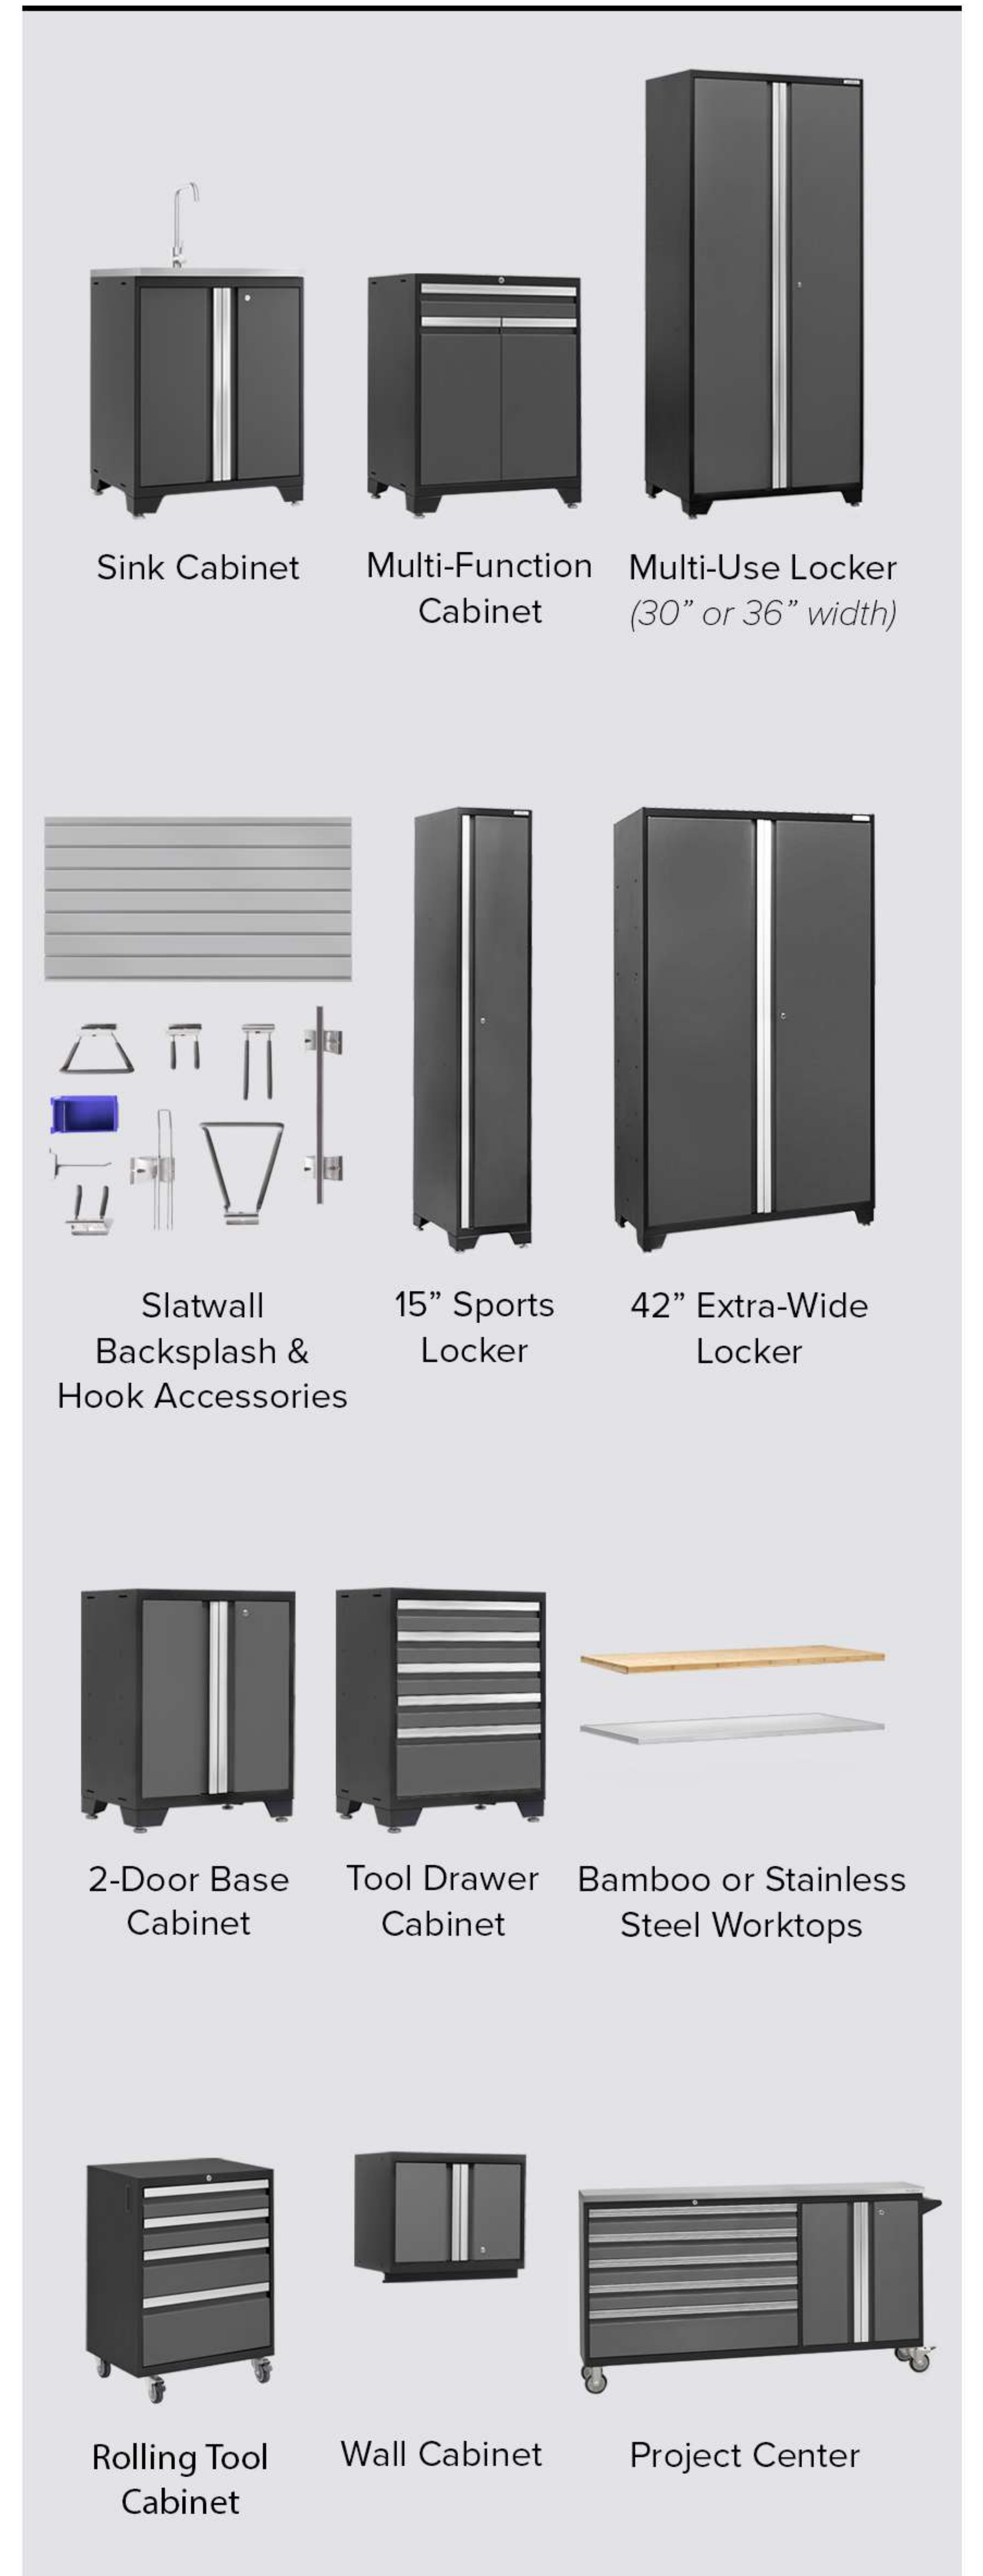 Sink Cabinet
Multi-Function
Cabinet
Multi-Use Locker
(30” or 36” width)
Slatwall
Backsplash &
Hook Accessories
15” Sports
Locker
42” Extra-Wide
Locker
2-Door Base
Cabinet
Tool Drawer
Cabinet
Bamboo or Stainless
Steel Worktops
Rolling Tool
Cabinet
Wall Cabinet
Project Center